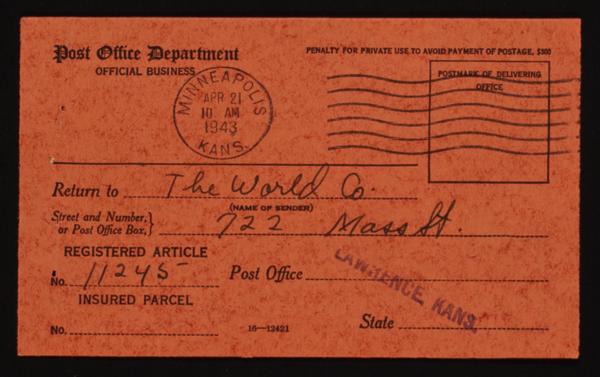 Post Office Department
OFFICIAL BUSINESS
PENALTY FOR PRIVATE USE TO AVOID PAYMENT OF POSTAGE, $300
MINNEAPOLIS
APR 21
10 AM
1943
KANS.
POSTMARK OF DELIVERING
OFFICE
Return to The World Co.
(NAME OF SENDER)
Street and Number,
or Post Office Box, } 722 Mass St.
REGISTERED ARTICLE
No. 11245
Post Office
LAWRENCE, KANS.
INSURED PARCEL
No.
16—12421
State